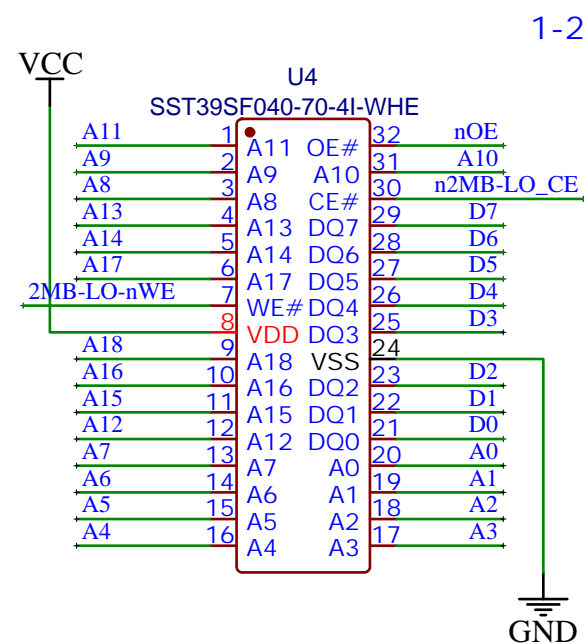 1-2
VCC
U4
SST39SF040-70-4I-WHE
A11 1 A11 OE# 32 nOE
A9 2 A9 A10 31 A10
A8 3 A8 CE# 30 n2MB-LO_CE
A13 4 A13 DQ7 29 D7
A14 5 A14 DQ6 28 D6
A17 6 A17 DQ5 27 D5
2MB-LO-nWE 7 WE# DQ4 26 D4
8 VDD DQ3 25 D3
A18 9 A18 VSS 24
A16 10 A16 DQ2 23 D2
A15 11 A15 DQ1 22 D1
A12 12 A12 DQ0 21 D0
A7 13 A7 A0 20 A0
A6 14 A6 A1 19 A1
A5 15 A5 A2 18 A2
A4 16 A4 A3 17 A3
GND